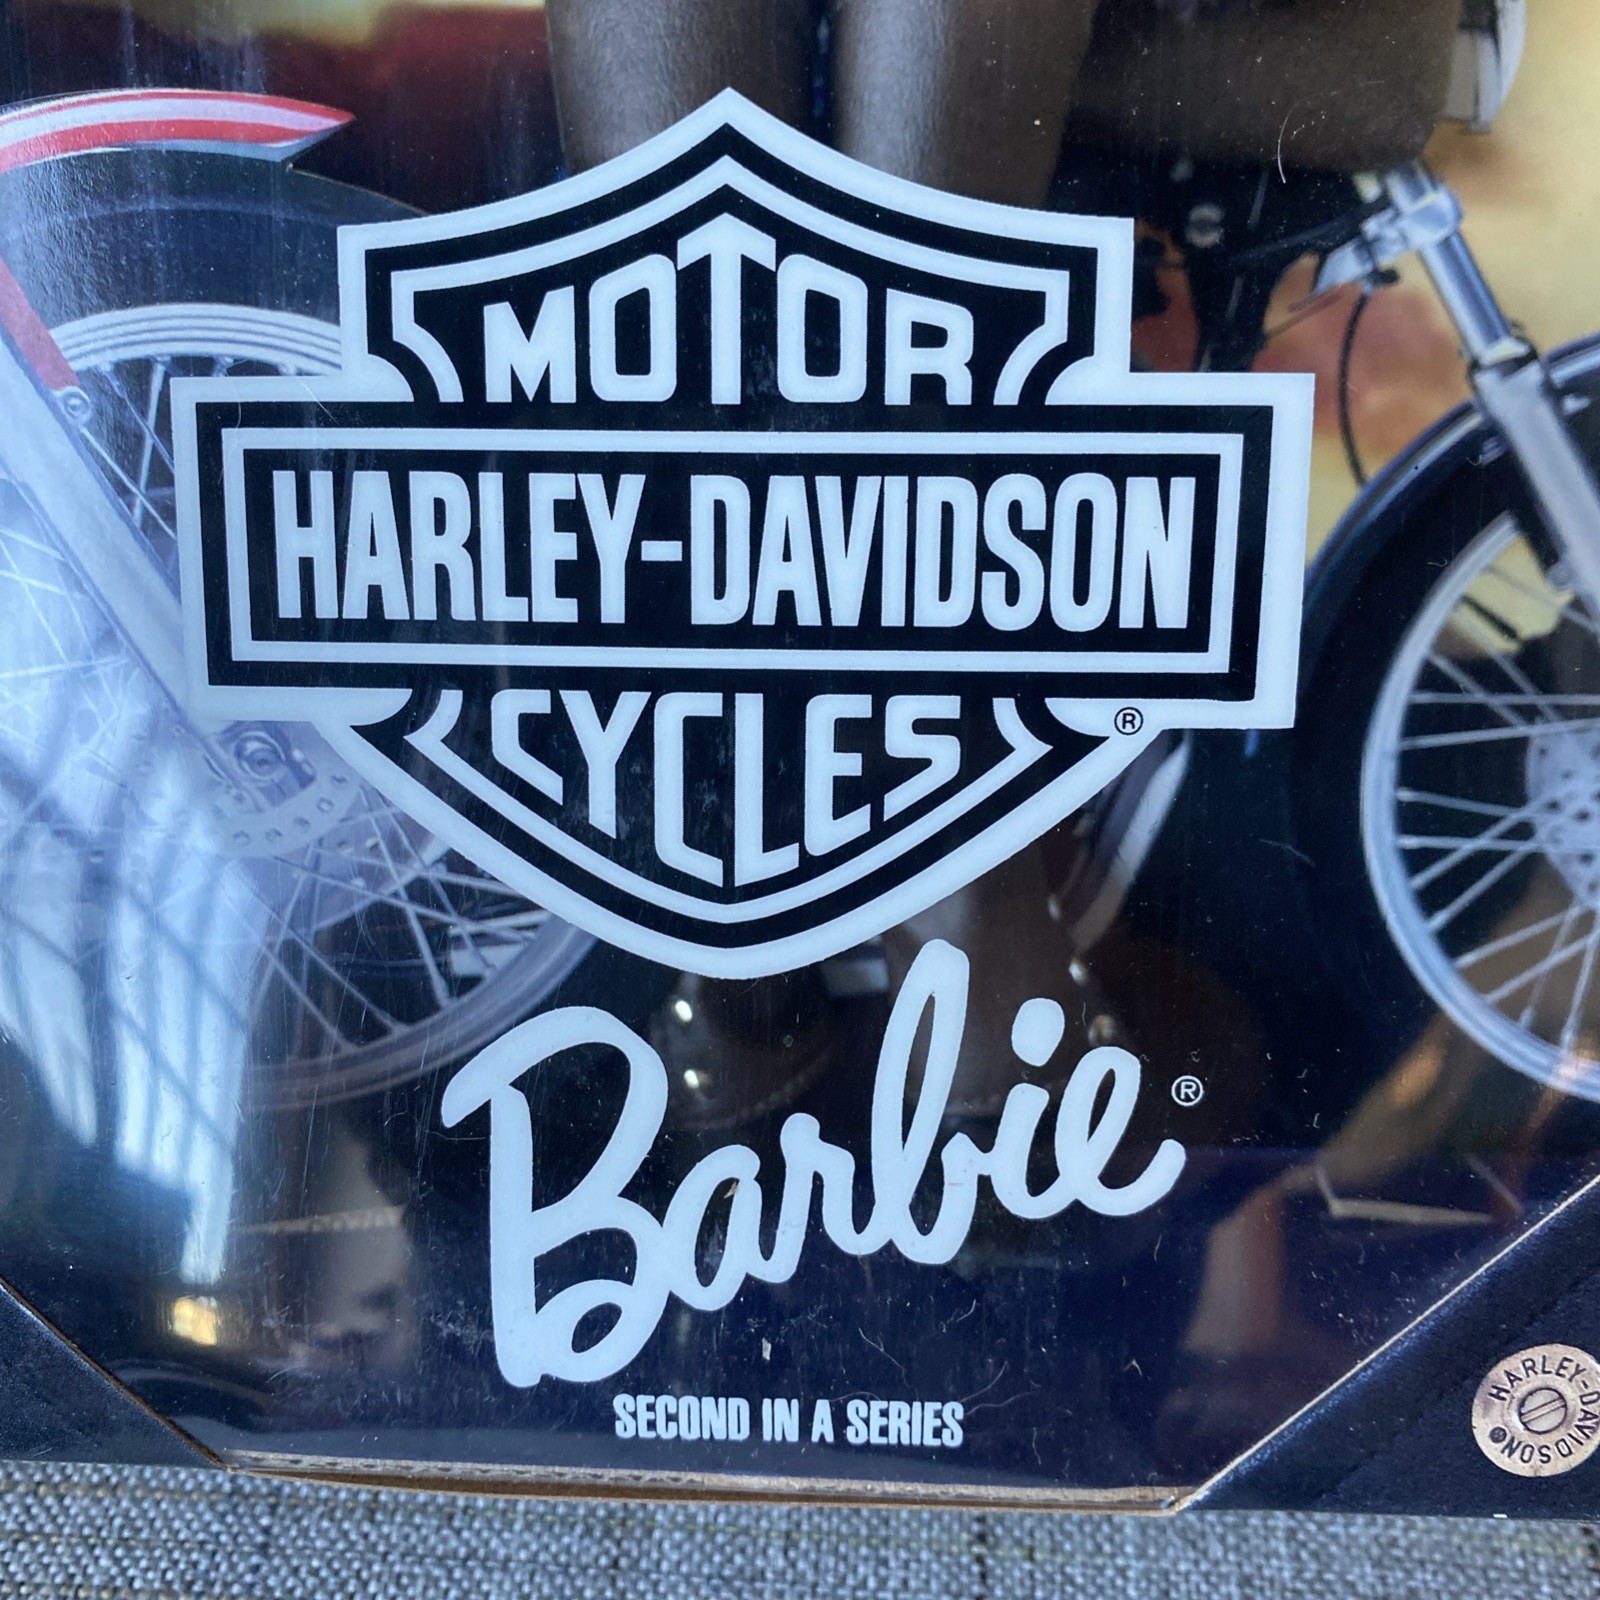 MOTOR
HARLEY-DAVIDSON
CYCLES ®
Barbie ®
SECOND IN A SERIES
HARLEY-DAVIDSON ®